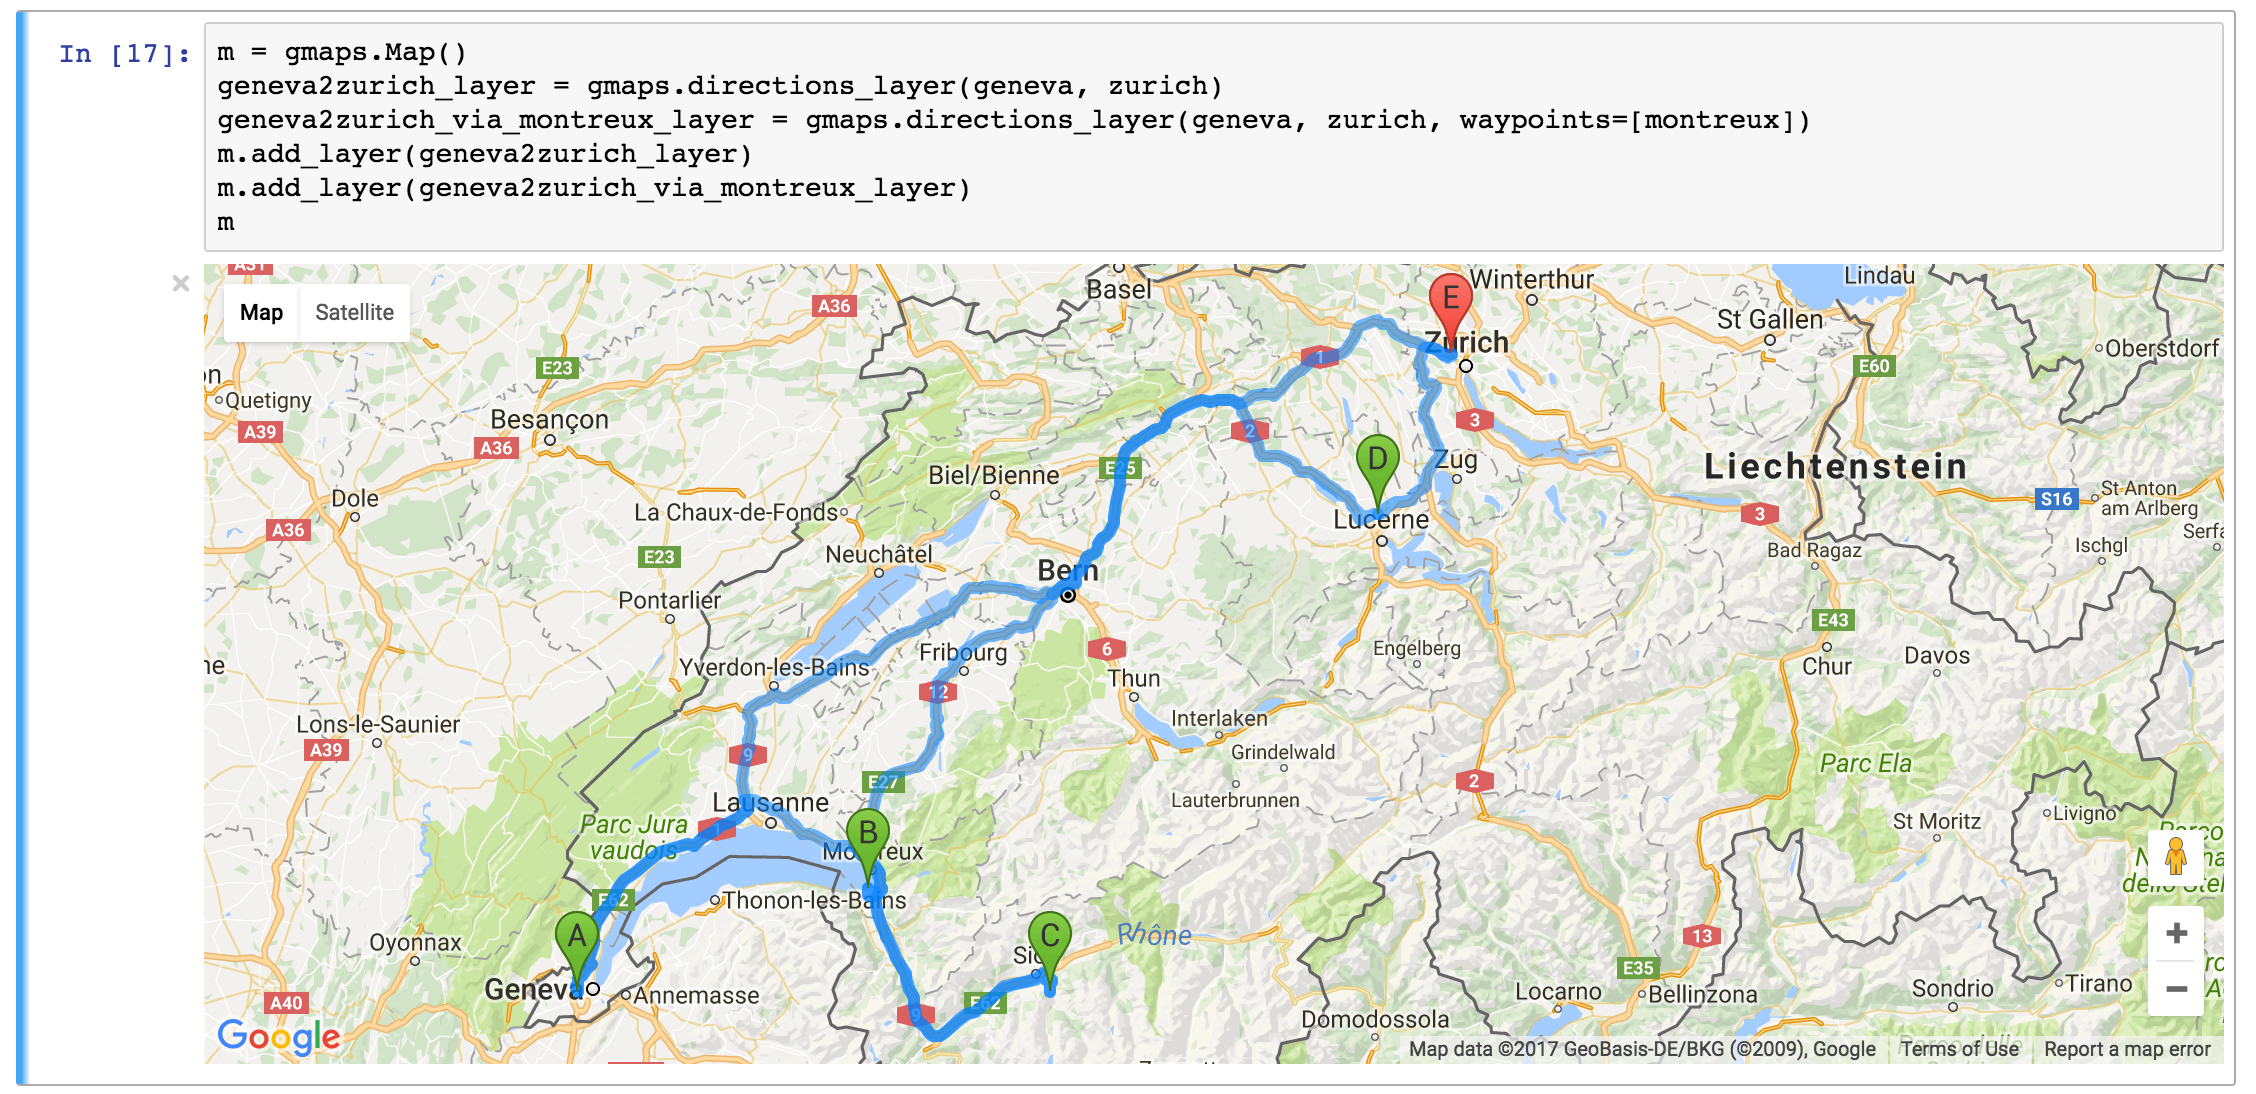 In [17]:
m = gmaps.Map()
geneva2zurich_layer = gmaps.directions_layer(geneva, zurich)
geneva2zurich_via_montreux_layer = gmaps.directions_layer(geneva, zurich, waypoints=[montreux])
m.add_layer(geneva2zurich_layer)
m.add_layer(geneva2zurich_via_montreux_layer)
m
×
Map Satellite
A31
A36
Basel
E
Winterthur
Lindau
St Gallen
Zurich
1
Oberstdorf
E60
E23
on
Quetigny
Besançon
A39
A36
2
3
D
Zug
Liechtenstein
Biel/Bienne
E25
Dole
La Chaux-de-Fonds
Lucerne
3
S16
St Anton
am Arlberg
A36
E23
Neuchâtel
Bad Ragaz
Ischgl
Bern
Pontarlier
E43
6
Engelberg
Chur
Davos
ne
Yverdon-les-Bains
Fribourg
12
Thun
Interlaken
Lons-le-Saunier
A39
9
Grindelwald
Lauterbrunnen
2
Parc Ela
E27
Lausanne
Parc Jura
vaudois
1
B
Montreux
St Moritz
Livigno
Parco
E62
Thonon-les-Bains
A
C
Rhône
13
Oyonnax
E35
Geneva
Annemasse
E62
9
A40
Locarno
Bellinzona
Sondrio
Tirano
Domodossola
+
−
Google
Map data ©2017 GeoBasis-DE/BKG (©2009), Google
Terms of Use
Report a map error